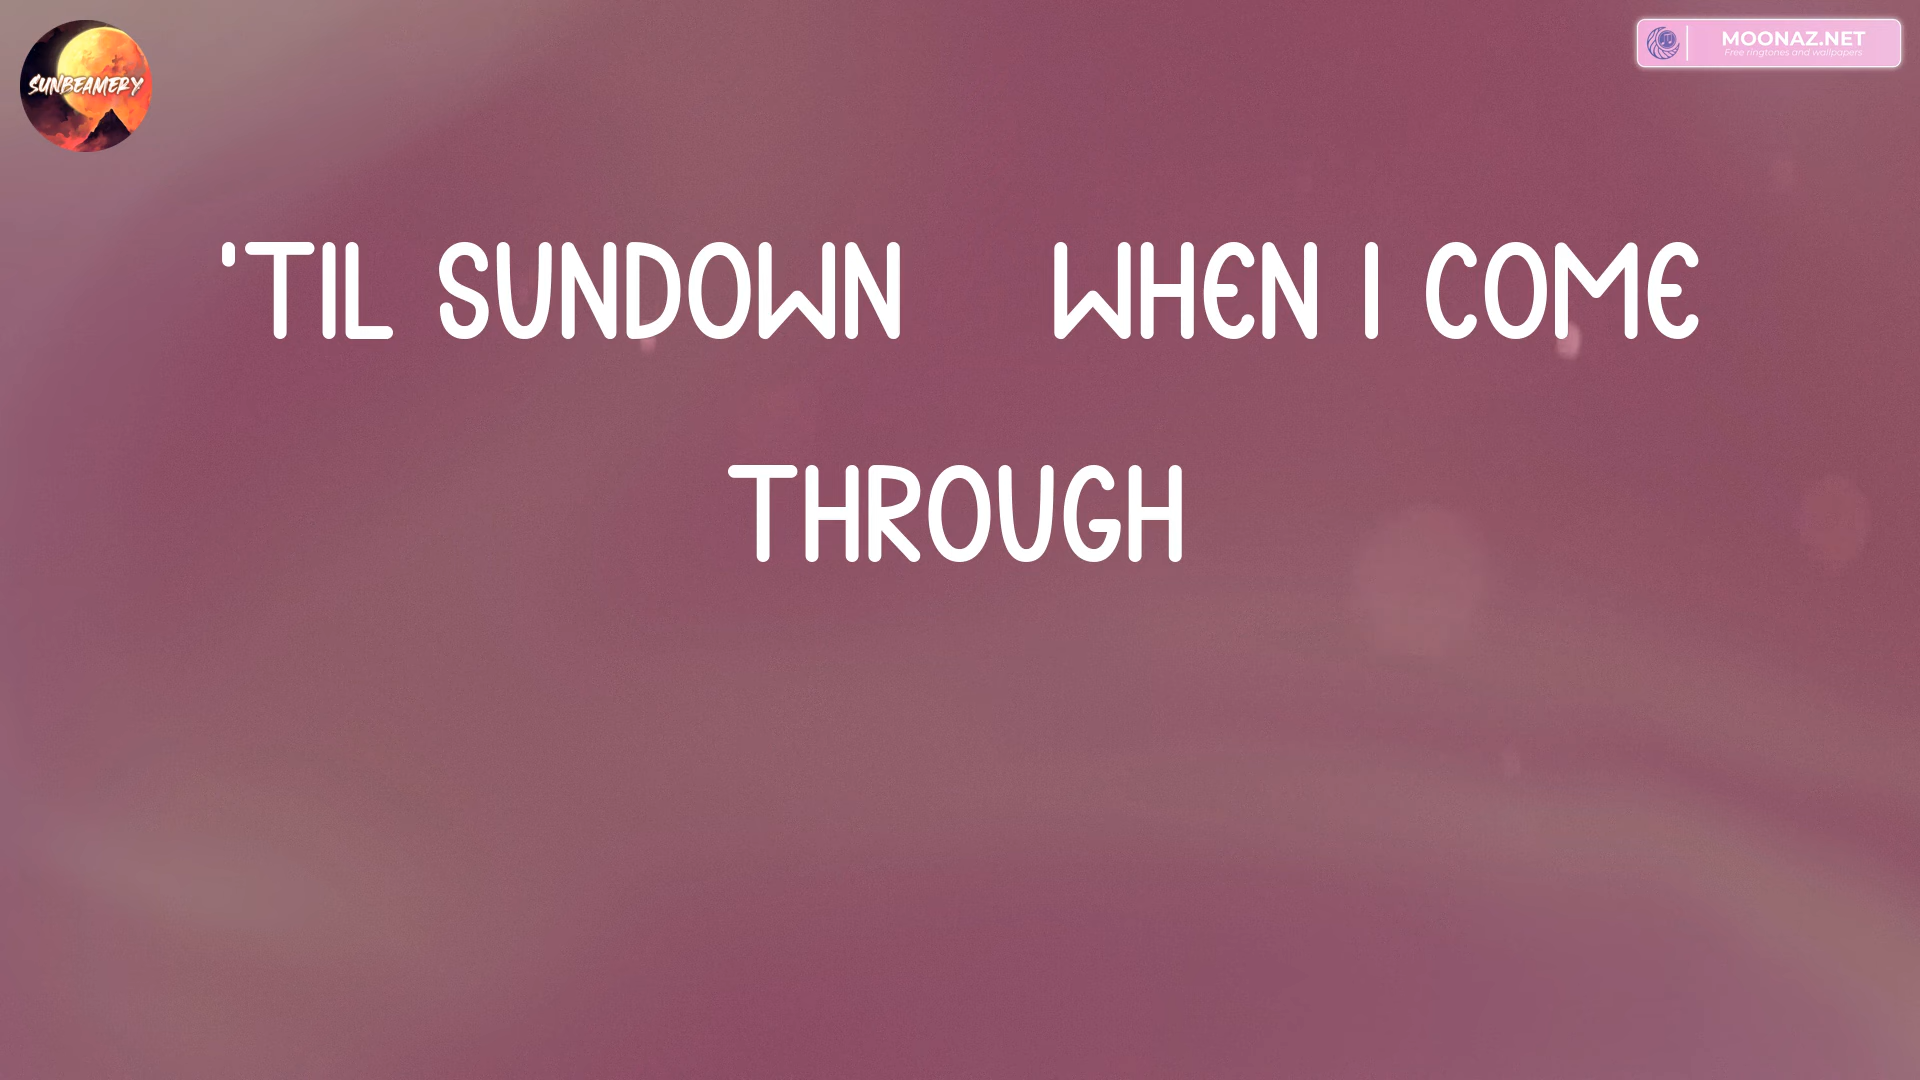 SUNBEAMERY
MOONAZ.NET
Free ringtones and wallpapers
'TIL SUNDOWN WHEN I COME
THROUGH